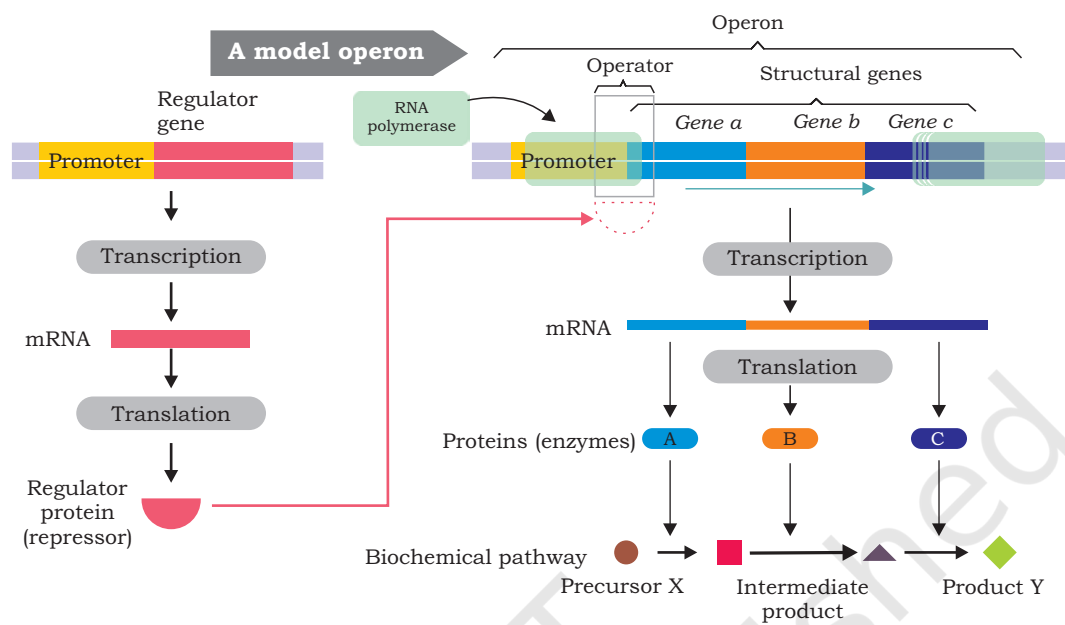 A model operon
Operon
Operator
Structural genes
Regulator
gene
RNA
polymerase
Gene a
Gene b
Gene c
Promoter
Promoter
Transcription
Transcription
mRNA
mRNA
Translation
Translation
Proteins (enzymes)
A
B
C
Regulator
protein
(repressor)
Biochemical pathway
Precursor X
Intermediate
product
Product Y